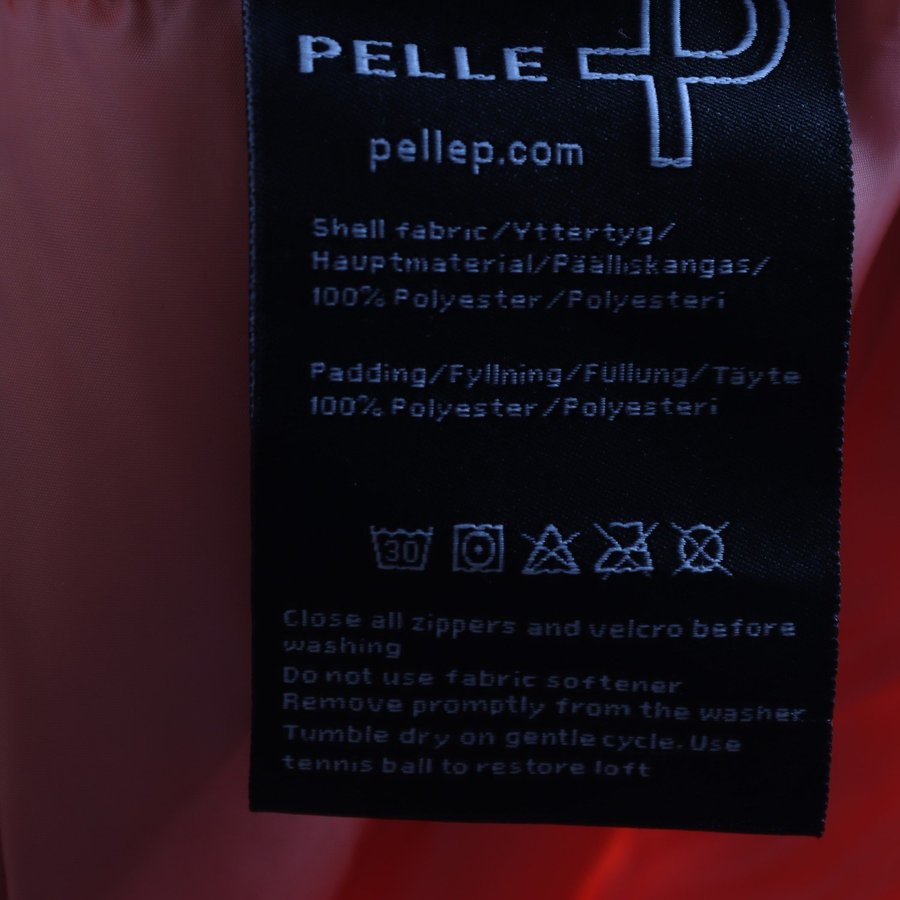 PELLE P
pellep.com
Shell fabric/Yttertyg/
Hauptmaterial/Päälliskangas/
100% Polyester/Polyesteri
Padding/Fyllning/Füllung/Täyte
100% Polyester/Polyesteri
30
Close all zippers and velcro before
washing
Do not use fabric softener
Remove promptly from the washer
Tumble dry on gentle cycle. Use
tennis ball to restore loft